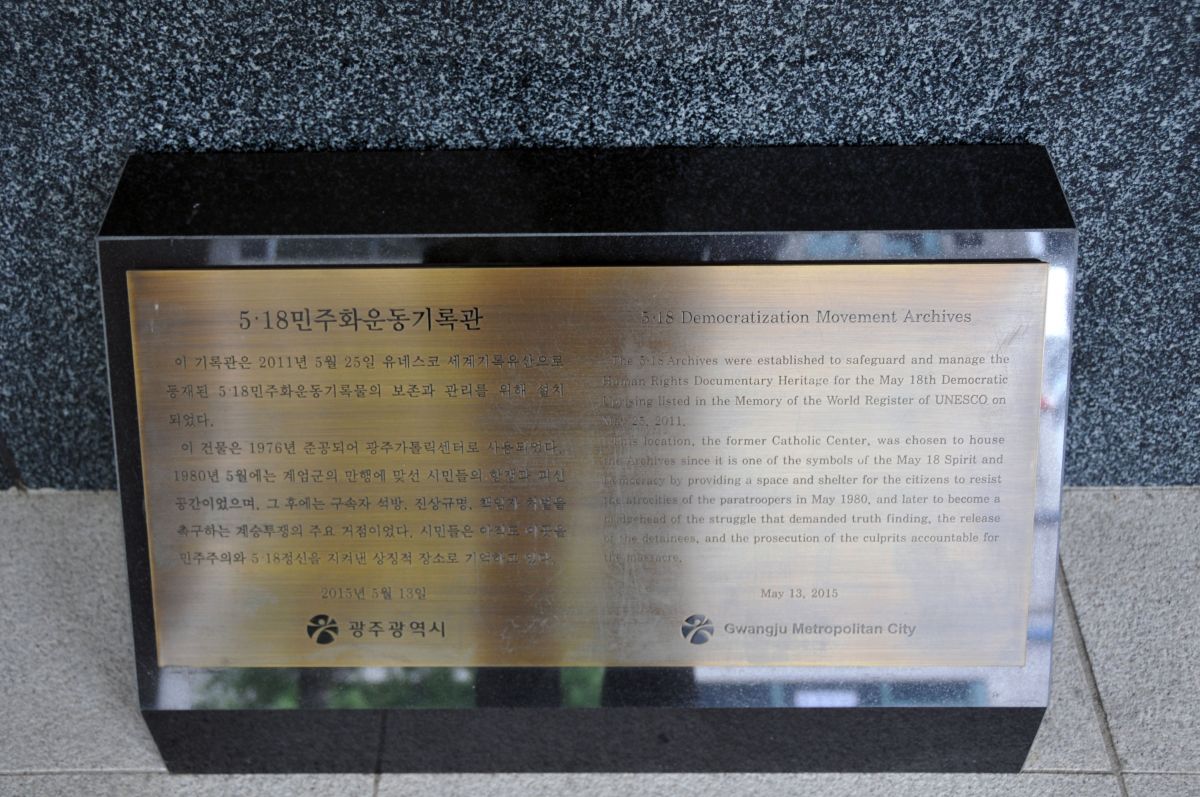 5·18민주화운동기록관
이 기록관은 2011년 5월 25일 유네스코 세계기록유산으로
등재된 5·18민주화운동기록물의 보존과 관리를 위해 설치
되었다.
이 건물은 1976년 준공되어 광주가톨릭센터로 사용되었다.
1980년 5월에는 계엄군의 만행에 맞선 시민들의 항쟁과 피신
공간이었으며, 그 후에는 구속자 석방, 진상규명, 책임자 처벌을
촉구하는 계승투쟁의 주요 거점이었다. 시민들은 아직도 이곳을
민주주의와 5·18정신을 지켜낸 상징적 장소로 기억하고 있다.
2015년 5월 13일
광주광역시
5·18 Democratization Movement Archives
The 5·18 Archives were established to safeguard and manage the
Human Rights Documentary Heritage for the May 18th Democratic
Uprising listed in the Memory of the World Register of UNESCO on
May 25, 2011.
This location, the former Catholic Center, was chosen to house
the Archives since it is one of the symbols of the May 18 Spirit and
Democracy by providing a space and shelter for the citizens to resist
the atrocities of the paratroopers in May 1980, and later to become a
bridgehead of the struggle that demanded truth finding, the release
of the detainees, and the prosecution of the culprits accountable for
the massacre.
May 13, 2015
Gwangju Metropolitan City